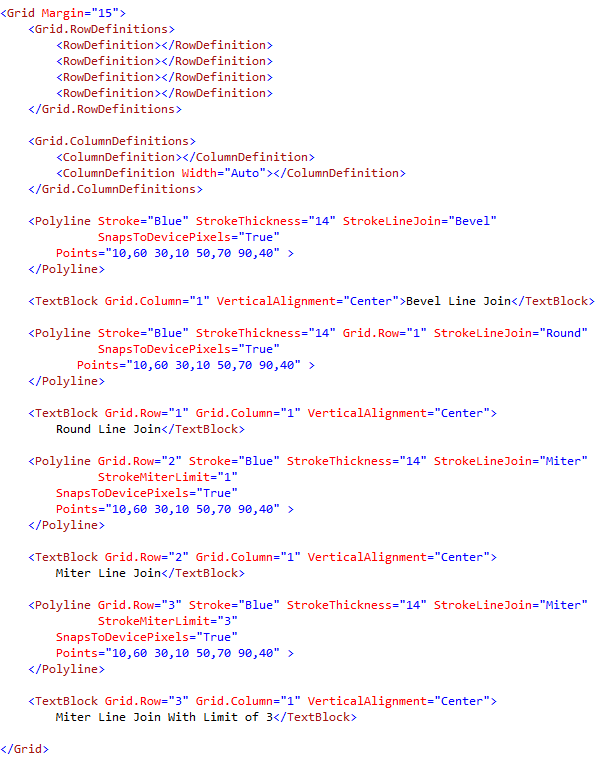 <Grid Margin="15">
    <Grid.RowDefinitions>
        <RowDefinition></RowDefinition>
        <RowDefinition></RowDefinition>
        <RowDefinition></RowDefinition>
        <RowDefinition></RowDefinition>
    </Grid.RowDefinitions>

    <Grid.ColumnDefinitions>
        <ColumnDefinition></ColumnDefinition>
        <ColumnDefinition Width="Auto"></ColumnDefinition>
    </Grid.ColumnDefinitions>

    <Polyline Stroke="Blue" StrokeThickness="14" StrokeLineJoin="Bevel"
              SnapsToDevicePixels="True"
        Points="10,60 30,10 50,70 90,40" >
    </Polyline>

    <TextBlock Grid.Column="1" VerticalAlignment="Center">Bevel Line Join</TextBlock>

    <Polyline Stroke="Blue" StrokeThickness="14" Grid.Row="1" StrokeLineJoin="Round"
              SnapsToDevicePixels="True"
           Points="10,60 30,10 50,70 90,40" >
    </Polyline>

    <TextBlock Grid.Row="1" Grid.Column="1" VerticalAlignment="Center">
        Round Line Join</TextBlock>

    <Polyline Grid.Row="2" Stroke="Blue" StrokeThickness="14" StrokeLineJoin="Miter"
              StrokeMiterLimit="1"
        SnapsToDevicePixels="True"
        Points="10,60 30,10 50,70 90,40" >
    </Polyline>

    <TextBlock Grid.Row="2" Grid.Column="1" VerticalAlignment="Center">
        Miter Line Join</TextBlock>

    <Polyline Grid.Row="3" Stroke="Blue" StrokeThickness="14" StrokeLineJoin="Miter"
              StrokeMiterLimit="3"
        SnapsToDevicePixels="True"
        Points="10,60 30,10 50,70 90,40" >
    </Polyline>

    <TextBlock Grid.Row="3" Grid.Column="1" VerticalAlignment="Center">
        Miter Line Join With Limit of 3</TextBlock>

</Grid>